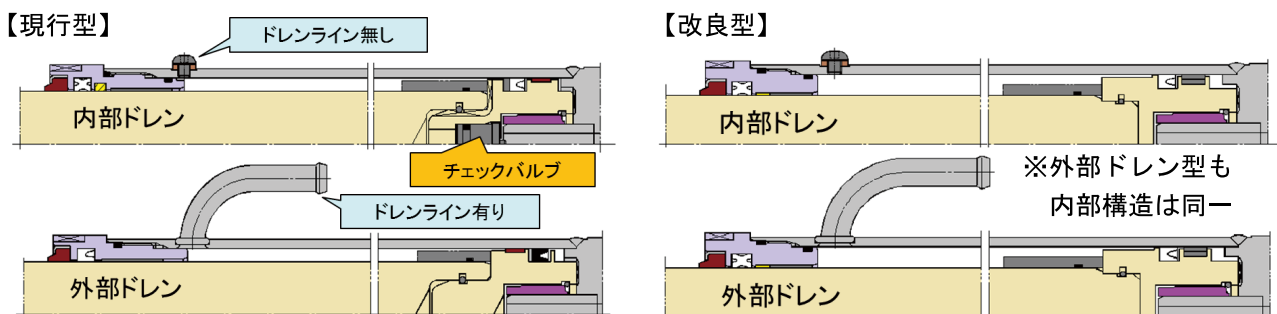 【現行型】
ドレンライン無し
内部ドレン
チェックバルブ
ドレンライン有り
外部ドレン
【改良型】
内部ドレン
※外部ドレン型も
内部構造は同一
外部ドレン